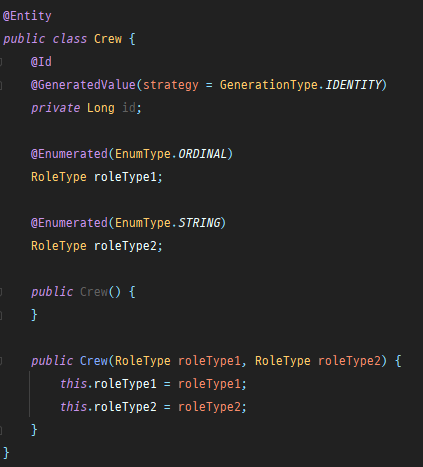 @Entity
public class Crew {
    @Id
    @GeneratedValue(strategy = GenerationType.IDENTITY)
    private Long id;

    @Enumerated(EnumType.ORDINAL)
    RoleType roleType1;

    @Enumerated(EnumType.STRING)
    RoleType roleType2;

    public Crew() {
    }

    public Crew(RoleType roleType1, RoleType roleType2) {
        this.roleType1 = roleType1;
        this.roleType2 = roleType2;
    }
}